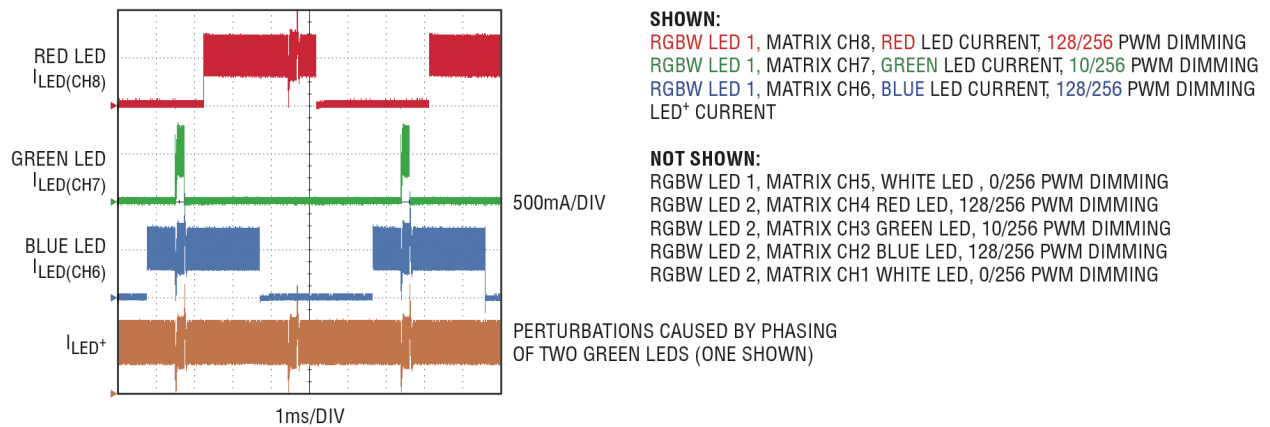 RED LED
ILED(CH8)
GREEN LED
ILED(CH7)
BLUE LED
ILED(CH6)
ILED+
500mA/DIV
1ms/DIV
PERTURBATIONS CAUSED BY PHASING
OF TWO GREEN LEDS (ONE SHOWN)
SHOWN:
RGBW LED 1, MATRIX CH8, RED LED CURRENT, 128/256 PWM DIMMING
RGBW LED 1, MATRIX CH7, GREEN LED CURRENT, 10/256 PWM DIMMING
RGBW LED 1, MATRIX CH6, BLUE LED CURRENT, 128/256 PWM DIMMING
LED+ CURRENT
NOT SHOWN:
RGBW LED 1, MATRIX CH5, WHITE LED , 0/256 PWM DIMMING
RGBW LED 2, MATRIX CH4 RED LED, 128/256 PWM DIMMING
RGBW LED 2, MATRIX CH3 GREEN LED, 10/256 PWM DIMMING
RGBW LED 2, MATRIX CH2 BLUE LED, 128/256 PWM DIMMING
RGBW LED 2, MATRIX CH1 WHITE LED, 0/256 PWM DIMMING